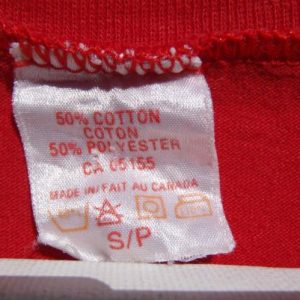 50% COTTON
COTON
50% POLYESTER
CA 05155
MADE IN/FAIT AU CANADA
S/P